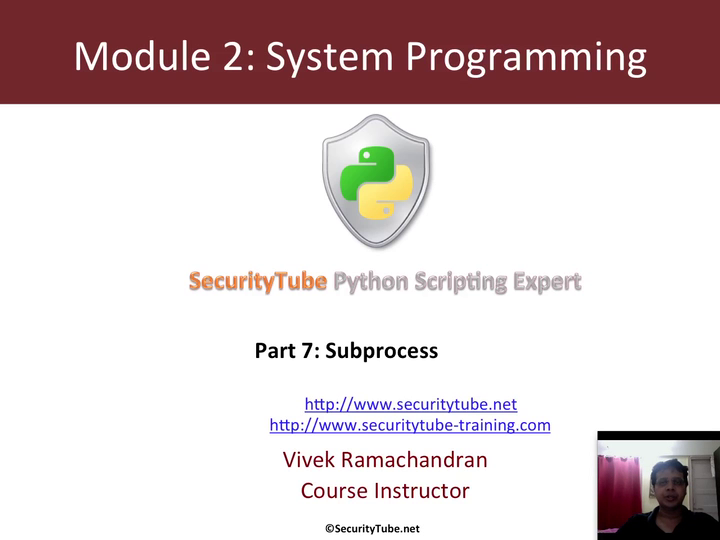 Module 2: System Programming
SecurityTube Python Scripting Expert
Part 7: Subprocess
http://www.securitytube.net
http://www.securitytube-training.com
Vivek Ramachandran
Course Instructor
©SecurityTube.net